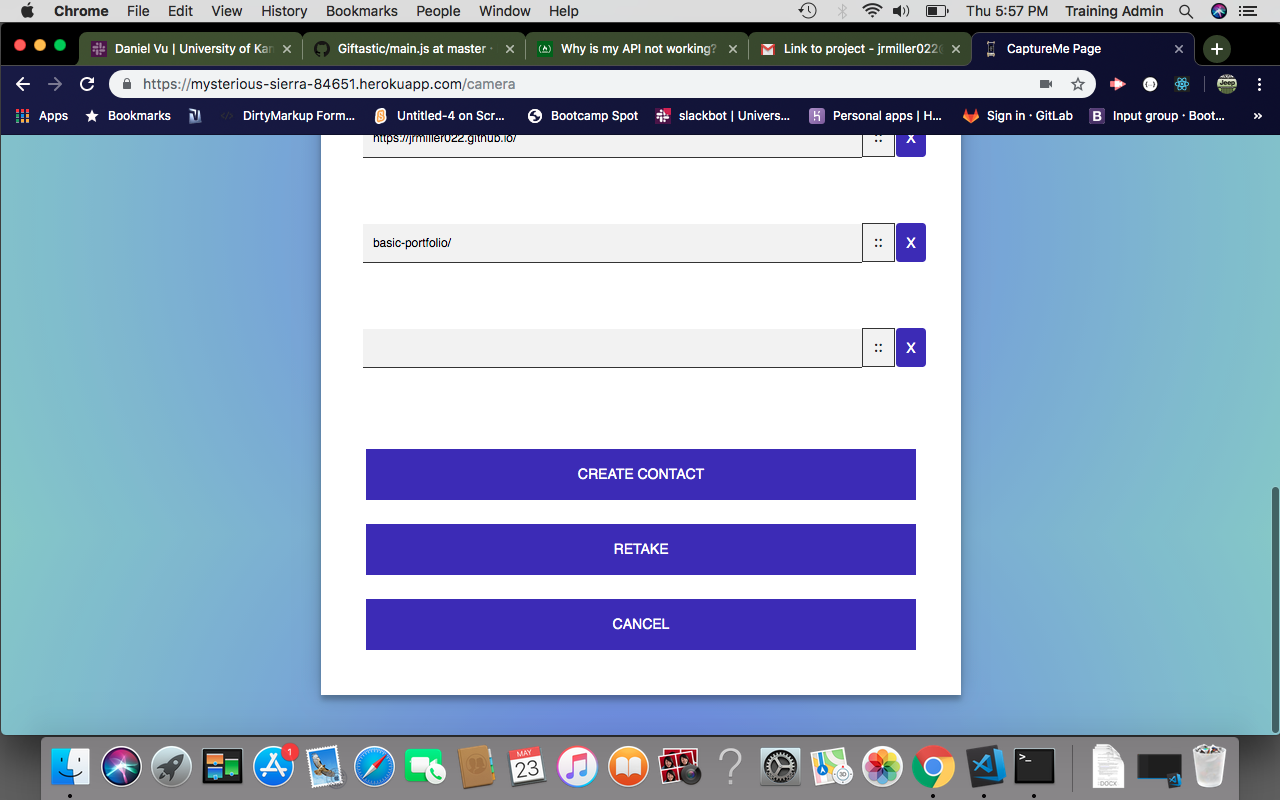 Chrome File Edit View History Bookmarks People Window Help Thu 5:57 PM Training Admin
Daniel Vu | University of Kan
Giftastic/main.js at master ·
Why is my API not working?
Link to project - jrmiller022@
CaptureMe Page
https://mysterious-sierra-84651.herokuapp.com/camera
Apps Bookmarks DirtyMarkup Form... Untitled-4 on Scr... Bootcamp Spot slackbot | Univers... Personal apps | H... Sign in · GitLab Input group · Boot... »
https://jrmiller022.github.io/ :: X
basic-portfolio/ :: X
:: X
CREATE CONTACT
RETAKE
CANCEL
1
MAY
23
3D
>_
DOCX